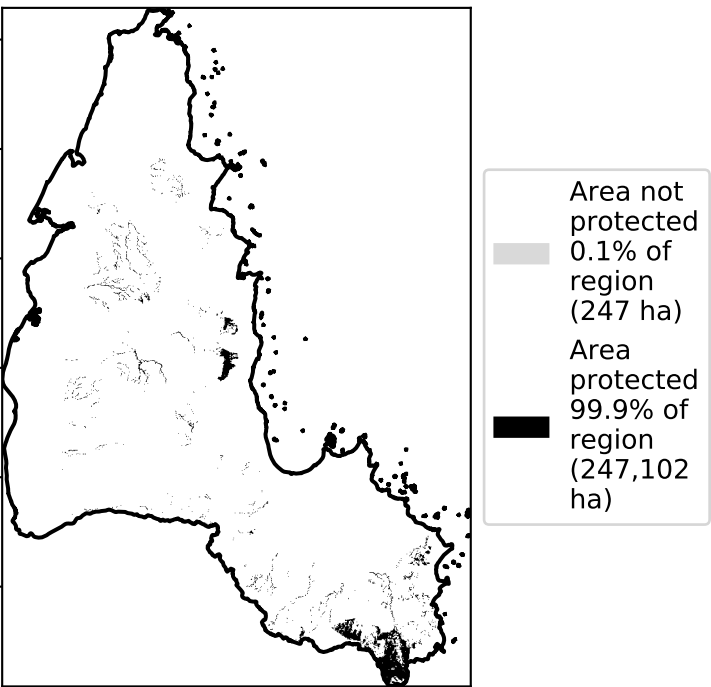 Area not
protected
0.1% of
region
(247 ha)
Area
protected
99.9% of
region
(247,102
ha)